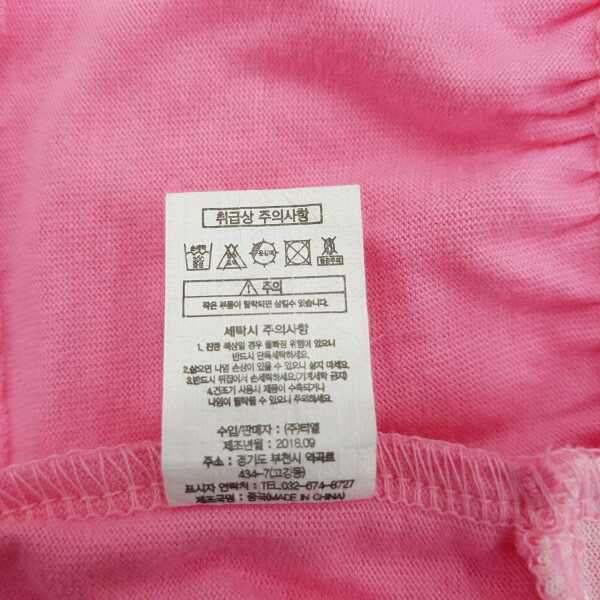 취급상 주의사항
주의
작은 부품이 탈락되면 삼킬수 있습니다
세탁시 주의사항
1. 진한 색상일 경우 물빠짐 위험이 있으니
반드시 단독세탁하세요.
2.삶으면 나염 손상이 있을 수 있으니 삶지 마세요
3.반드시 뒤집어서 손세탁하세요.(기계세탁 금지)
4.건조기 사용시 제품이 수축되거나
나염이 탈락될 수 있으니 주의하세요.
수입/판매자 : (주)타엘
제조년월 : 2018.09
주소 : 경기도 부천시 역곡로
434-7(고강동)
표시자 연락처 : TEL.032-674-8727
제조국명 : 중국(MADE IN CHINA)